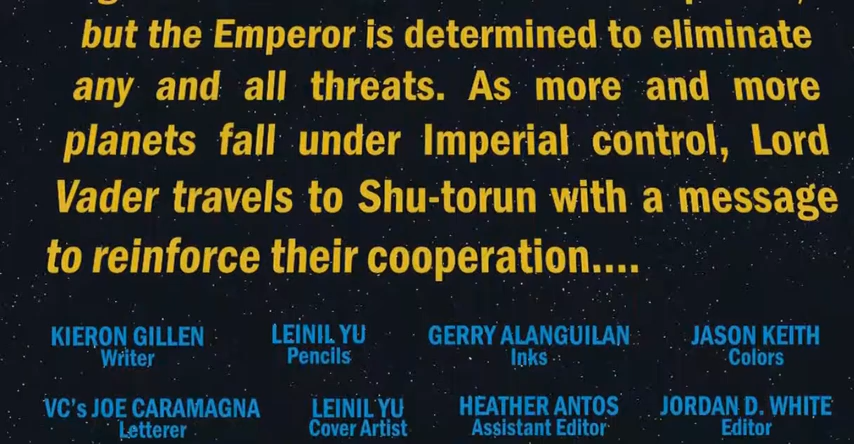 but the Emperor is determined to eliminate
any and all threats. As more and more
planets fall under Imperial control, Lord
Vader travels to Shu-torun with a message
to reinforce their cooperation....
KIERON GILLEN
Writer
LEINIL YU
Pencils
GERRY ALANGUILAN
Inks
JASON KEITH
Colors
VC's JOE CARAMAGNA
Letterer
LEINIL YU
Cover Artist
HEATHER ANTOS
Assistant Editor
JORDAN D. WHITE
Editor